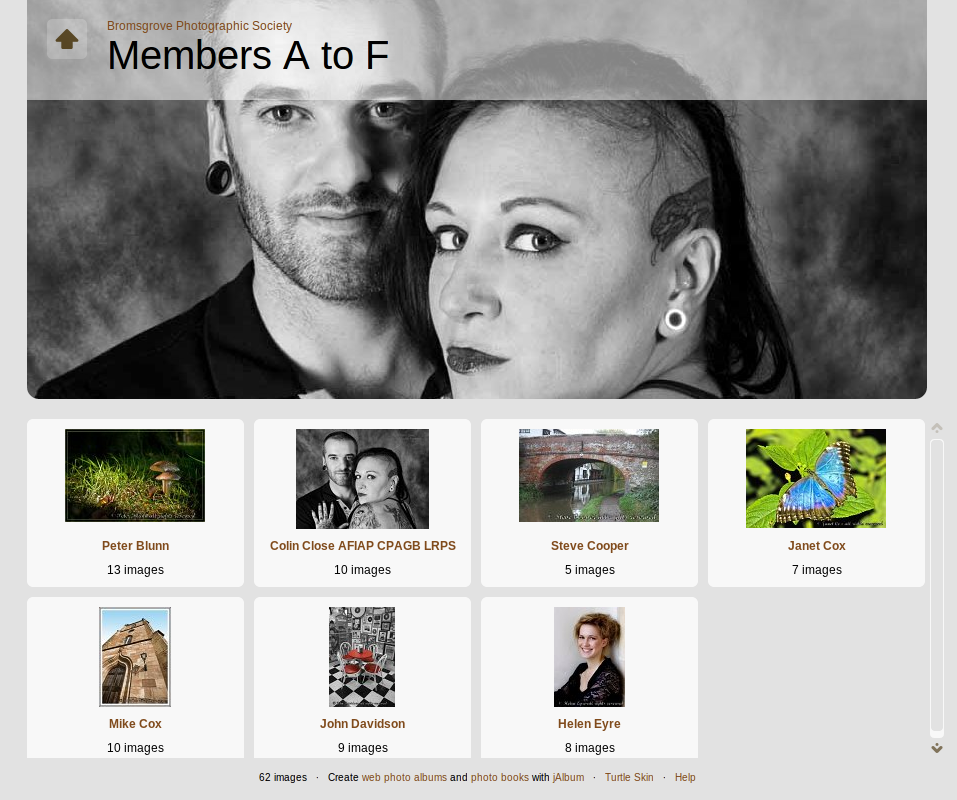 Bromsgrove Photographic Society
Members A to F
Peter Blunn
13 images
Colin Close AFIAP CPAGB LRPS
10 images
Steve Cooper
5 images
Janet Cox
7 images
Mike Cox
10 images
John Davidson
9 images
Helen Eyre
8 images
62 images · Create web photo albums and photo books with jAlbum · Turtle Skin · Help